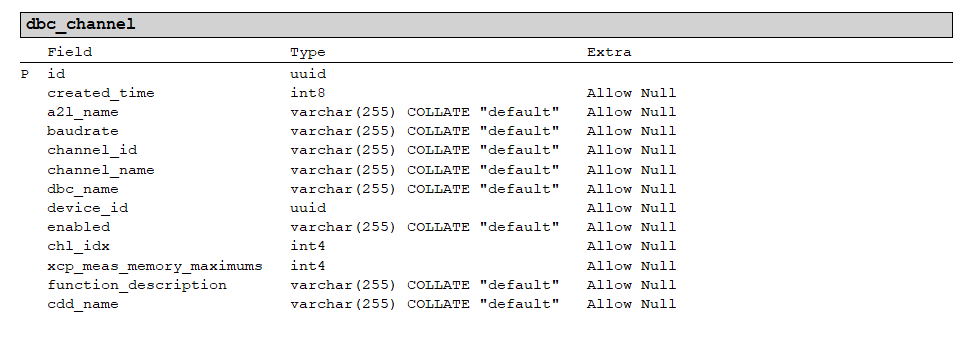 dbc_channel
Field Type Extra
P id uuid
created_time int8 Allow Null
a2l_name varchar(255) COLLATE "default" Allow Null
baudrate varchar(255) COLLATE "default" Allow Null
channel_id varchar(255) COLLATE "default" Allow Null
channel_name varchar(255) COLLATE "default" Allow Null
dbc_name varchar(255) COLLATE "default" Allow Null
device_id uuid Allow Null
enabled varchar(255) COLLATE "default" Allow Null
chl_idx int4 Allow Null
xcp_meas_memory_maximums int4 Allow Null
function_description varchar(255) COLLATE "default" Allow Null
cdd_name varchar(255) COLLATE "default" Allow Null